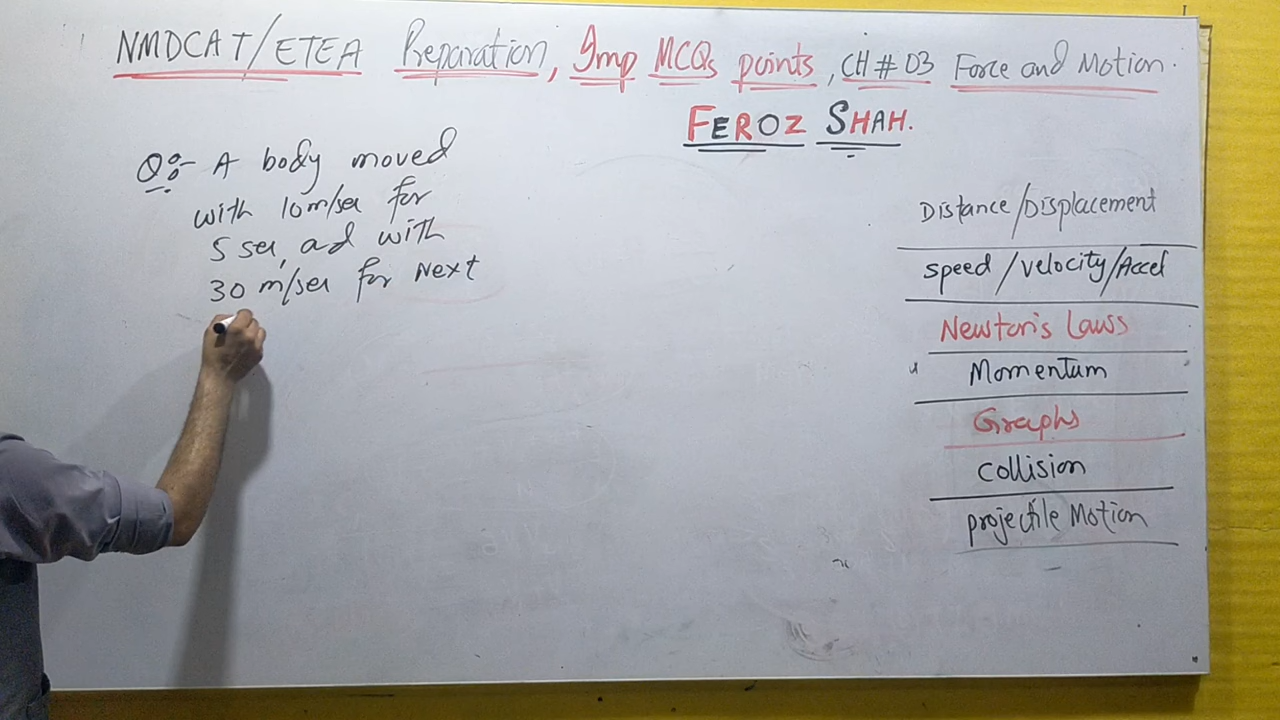 NMDCAT/ETEA Preparation, Imp MCQs points, CH # 03 Force and Motion.
FEROZ SHAH.
Q:- A body moved
with 10m/sec for
5 sec, and with
30 m/sec for Next
Distance/Displacement
speed/velocity/Accel
Newton's Laws
Momentum
Graphs
collision
projectile Motion